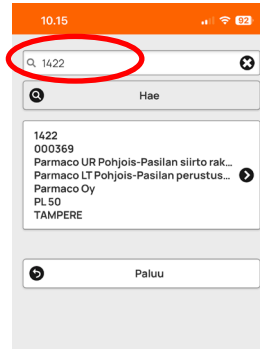 10.15
92
1422
Hae
1422
000369
Parmaco UR Pohjois-Pasilan siirto rak...
Parmaco LT Pohjois-Pasilan perustus...
Parmaco Oy
PL 50
TAMPERE
Paluu